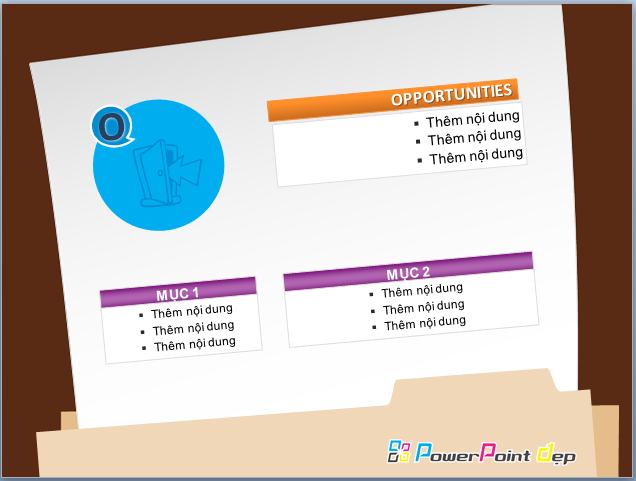 O
OPPORTUNITIES
▪ Thêm nội dung
▪ Thêm nội dung
▪ Thêm nội dung
MỤC 1
▪ Thêm nội dung
▪ Thêm nội dung
▪ Thêm nội dung
MỤC 2
▪ Thêm nội dung
▪ Thêm nội dung
▪ Thêm nội dung
PowerPoint đẹp